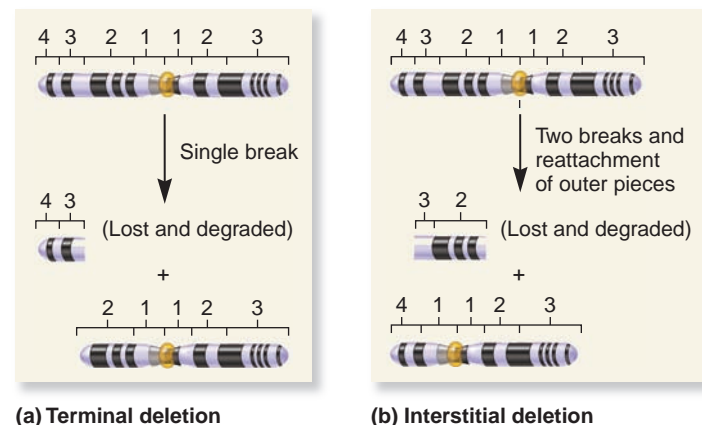 4 3 2 1 1 2 3
Single break
4 3
(Lost and degraded)
+
2 1 1 2 3
(a) Terminal deletion
4 3 2 1 1 2 3
Two breaks and
reattachment
of outer pieces
3 2
(Lost and degraded)
+
4 1 1 2 3
(b) Interstitial deletion